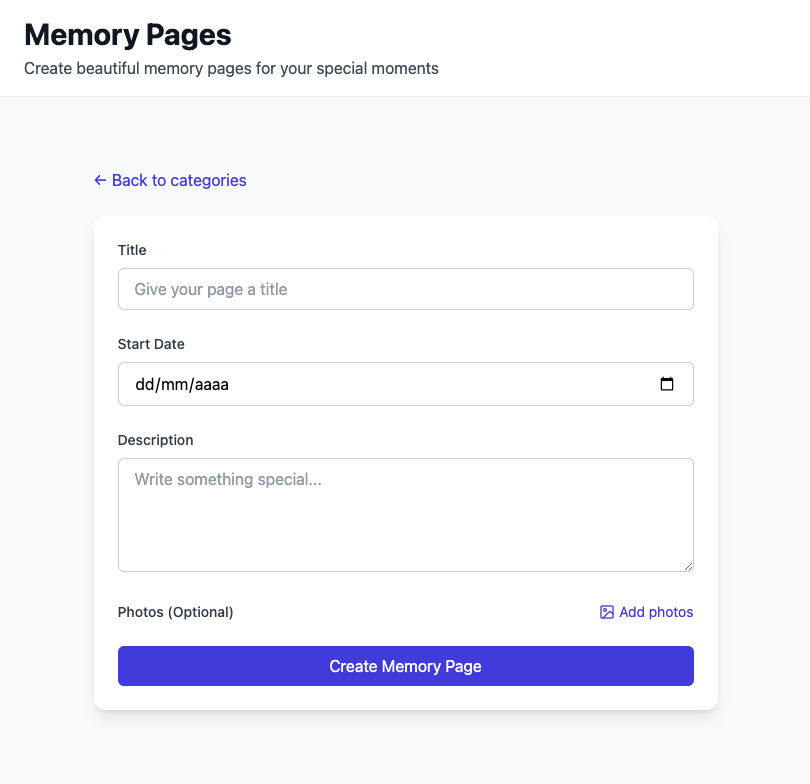 Memory Pages
Create beautiful memory pages for your special moments
← Back to categories
Title
Give your page a title
Start Date
dd/mm/aaaa
Description
Write something special...
Photos (Optional)
Add photos
Create Memory Page